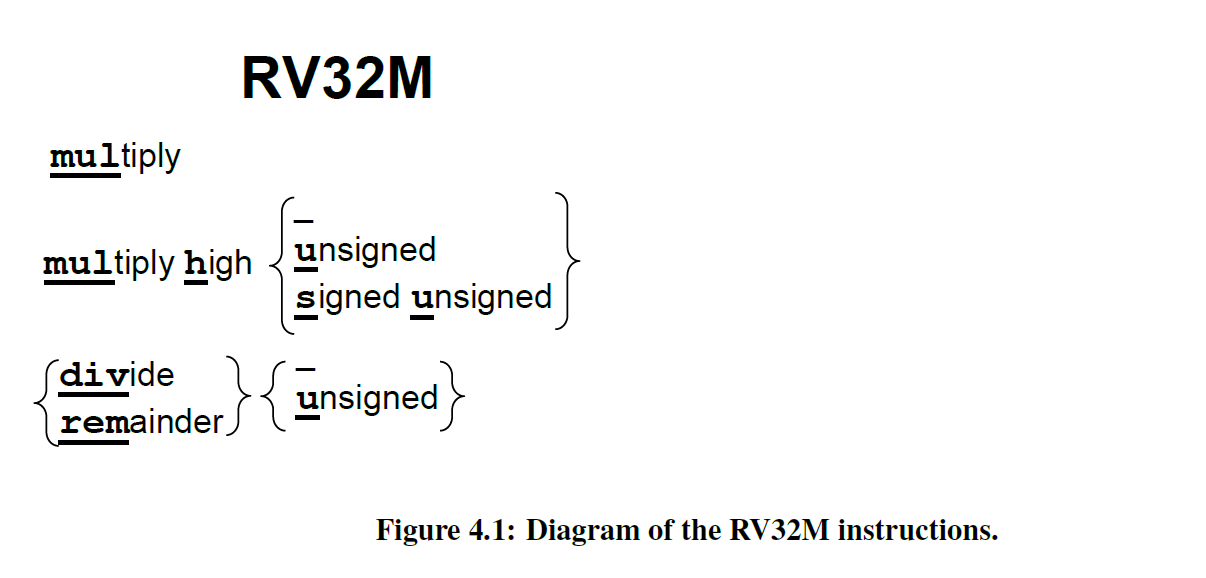 RV32M
multiply
multiply high
–
unsigned
signed unsigned
divide
remainder
–
unsigned
Figure 4.1: Diagram of the RV32M instructions.